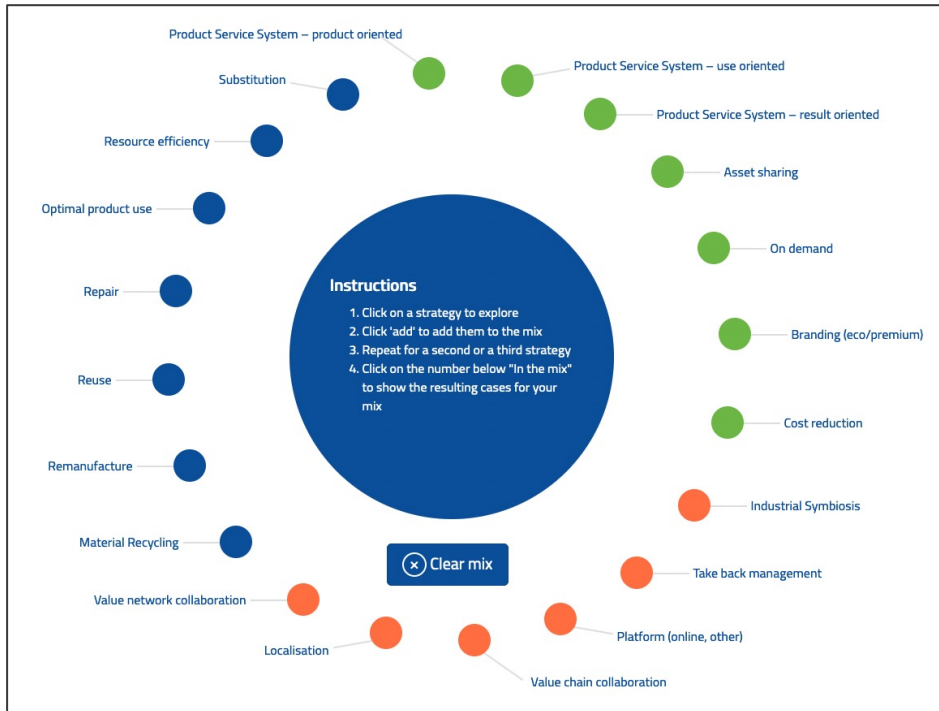 Product Service System – product oriented
Product Service System – use oriented
Substitution
Product Service System – result oriented
Resource efficiency
Asset sharing
Optimal product use
On demand
Repair
Instructions
1. Click on a strategy to explore
2. Click 'add' to add them to the mix
3. Repeat for a second or a third strategy
4. Click on the number below "In the mix"
to show the resulting cases for your
mix
Branding (eco/premium)
Reuse
Cost reduction
Remanufacture
Industrial Symbiosis
Material Recycling
Clear mix
Take back management
Value network collaboration
Platform (online, other)
Localisation
Value chain collaboration